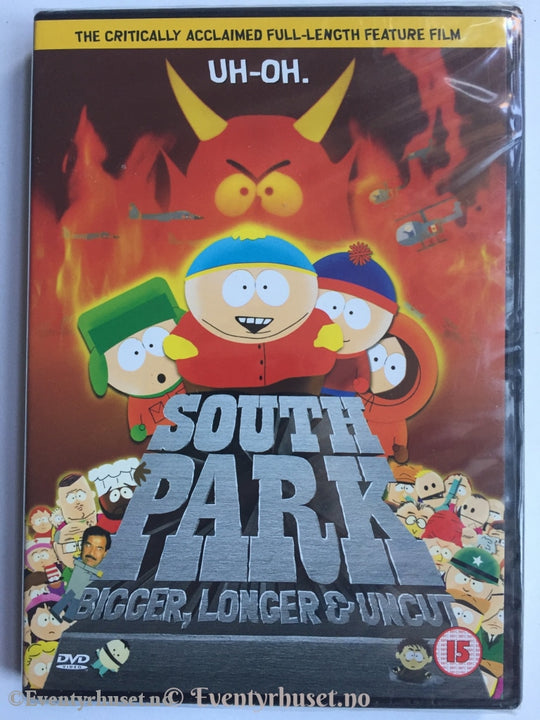 THE CRITICALLY ACCLAIMED FULL-LENGTH FEATURE FILM
UH-OH.
SOUTH
PARK
BIGGER, LONGER & UNCUT
DVD
VIDEO
15
© Eventyrhuset.no © Eventyrhuset.no